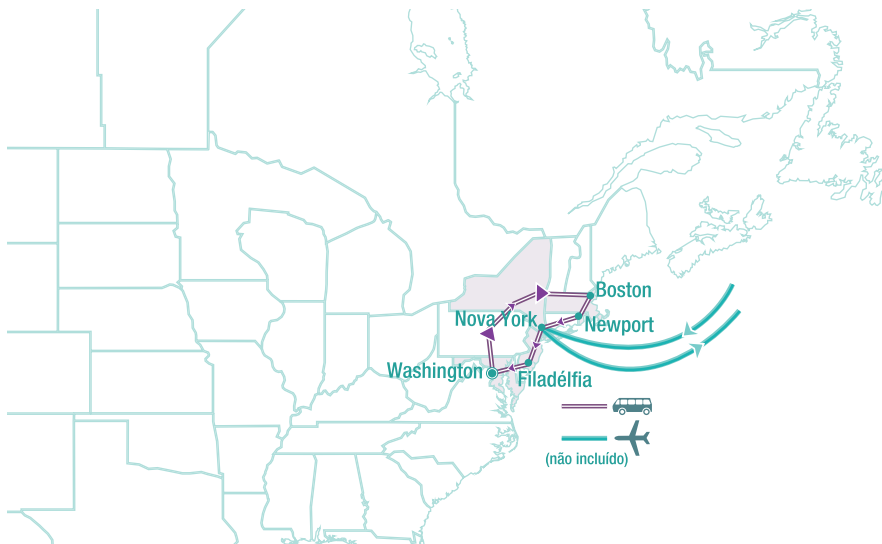 Boston
Nova York
Newport
Washington
Filadélfia
(não incluído)